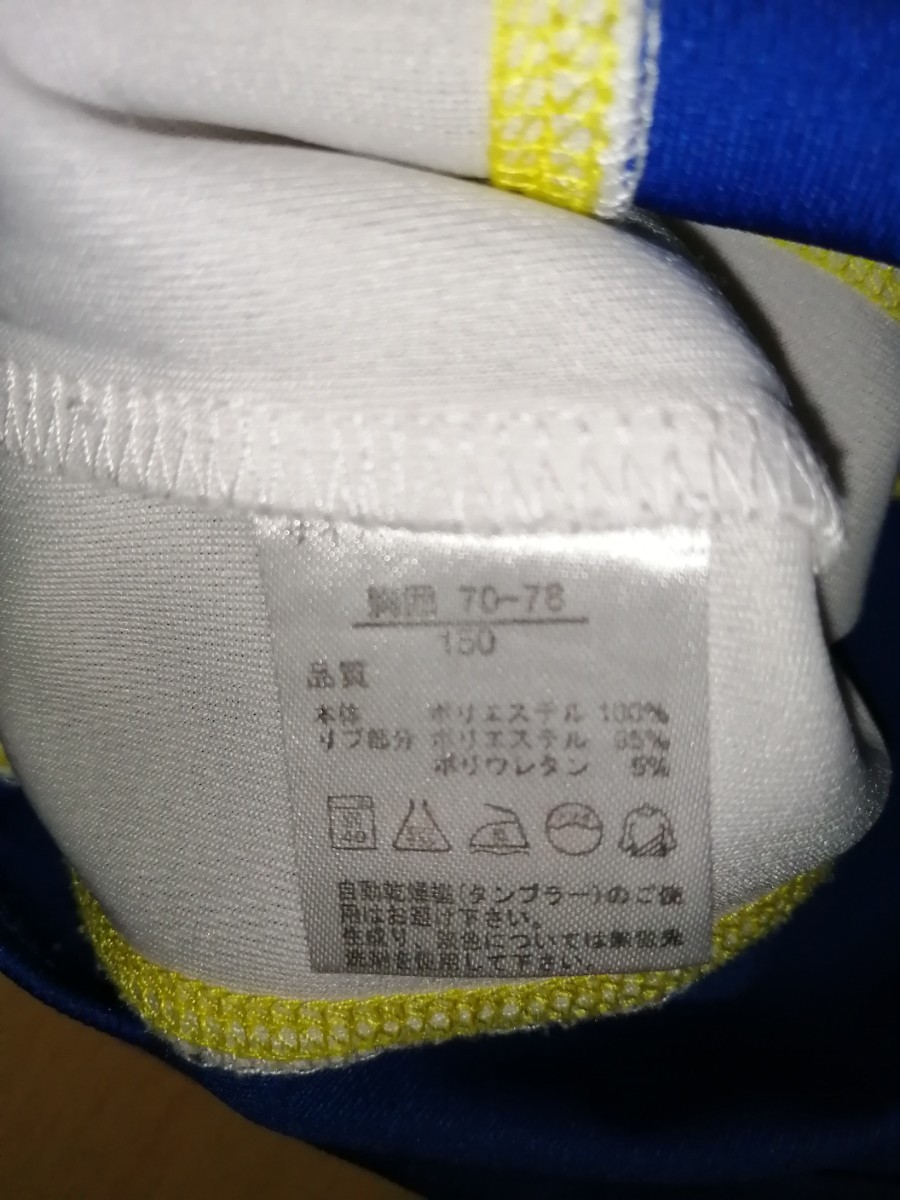 サイズ
胸囲 70-78
150
品質
本体 ポリエステル 100%
リブ部分 ポリエステル 95%
ポリウレタン 5%
40
自動乾燥機(タンブラー)のご使
用はお避け下さい。
生成り、淡色については無蛍光
洗剤を使用して下さい。